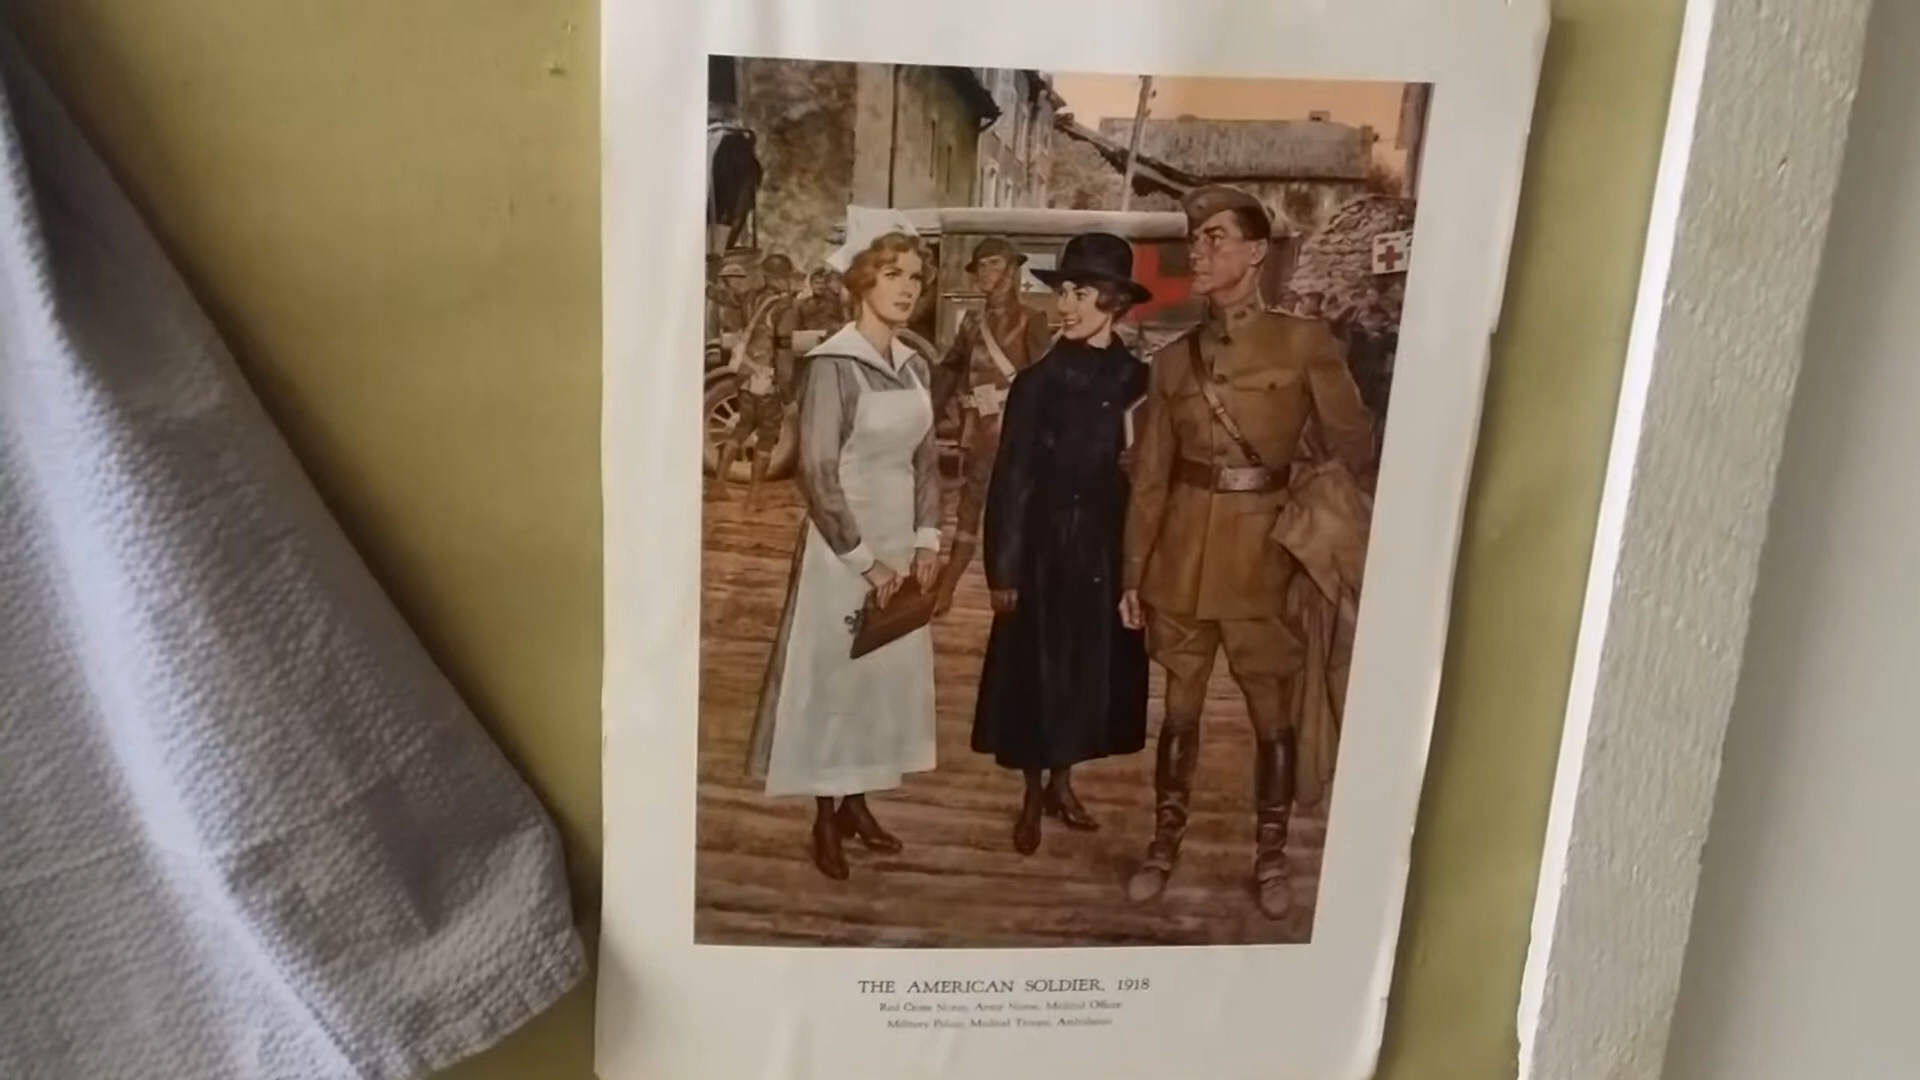 THE AMERICAN SOLDIER, 1918
Red Cross Nurse, Army Nurse, Medical Officer
Military Police, Medical Troops, Ambulance